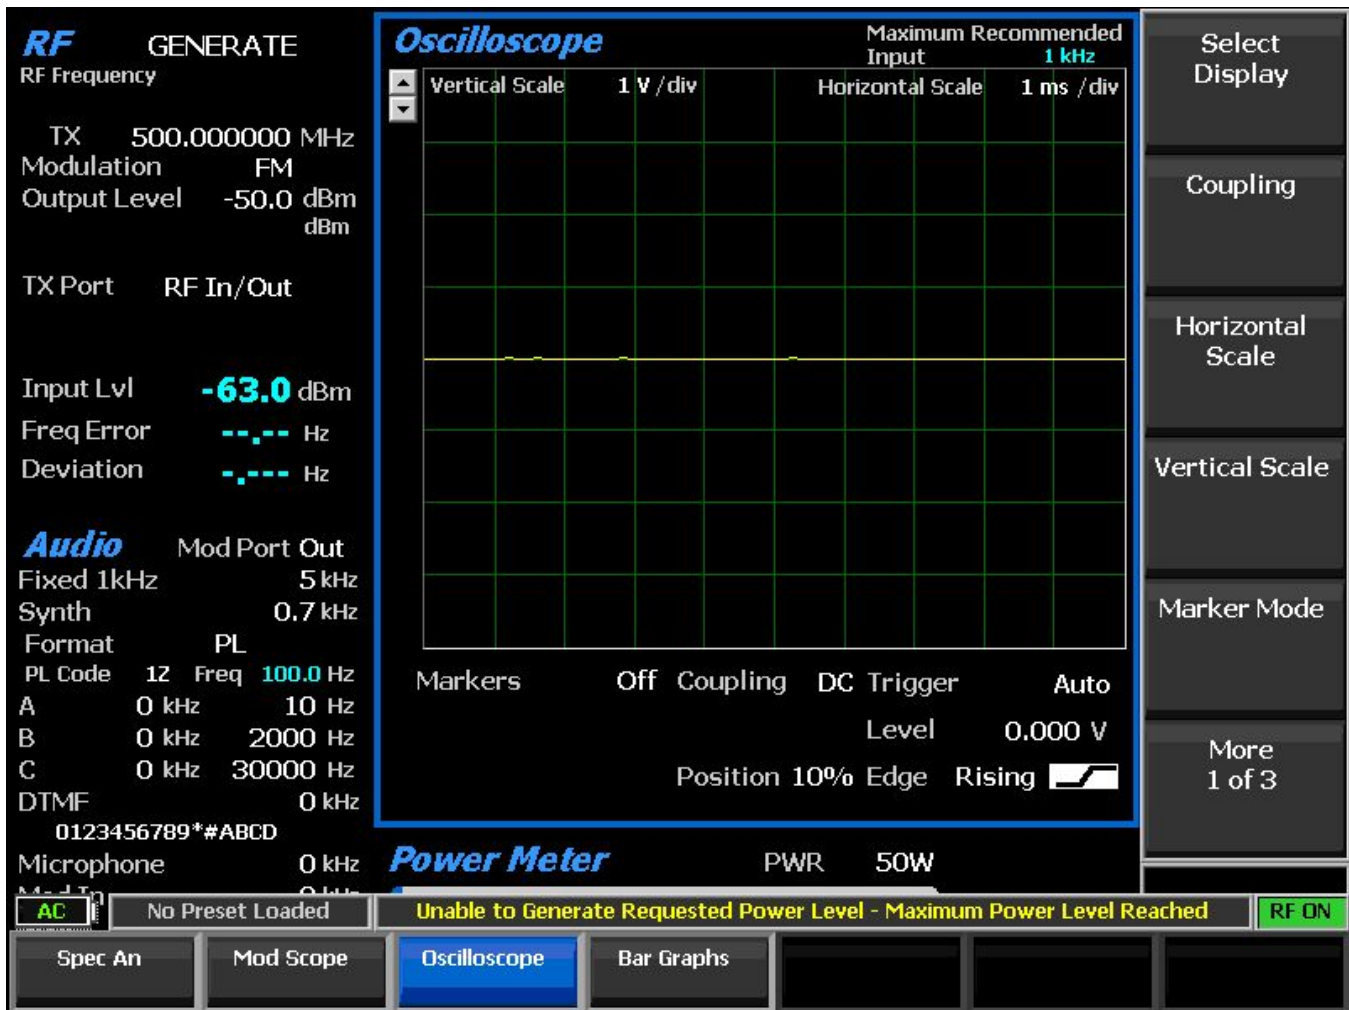 RF GENERATE
RF Frequency
TX 500.000000 MHz
Modulation FM
Output Level -50.0 dBm
dBm
TX Port RF In/Out
Input Lvl -63.0 dBm
Freq Error --.-- Hz
Deviation -.--- Hz
Audio Mod Port Out
Fixed 1kHz 5 kHz
Synth 0.7 kHz
Format PL
PL Code 1Z Freq 100.0 Hz
A 0 kHz 10 Hz
B 0 kHz 2000 Hz
C 0 kHz 30000 Hz
DTMF 0 kHz
0123456789*#ABCD
Microphone 0 kHz
Oscilloscope
Maximum Recommended
Input 1 kHz
Vertical Scale 1 V /div Horizontal Scale 1 ms /div
Markers Off Coupling DC Trigger Auto
Level 0.000 V
Position 10% Edge Rising
Power Meter PWR 50W
Select
Display
Coupling
Horizontal
Scale
Vertical Scale
Marker Mode
More
1 of 3
AC No Preset Loaded Unable to Generate Requested Power Level - Maximum Power Level Reached RF ON
Spec An Mod Scope Oscilloscope Bar Graphs